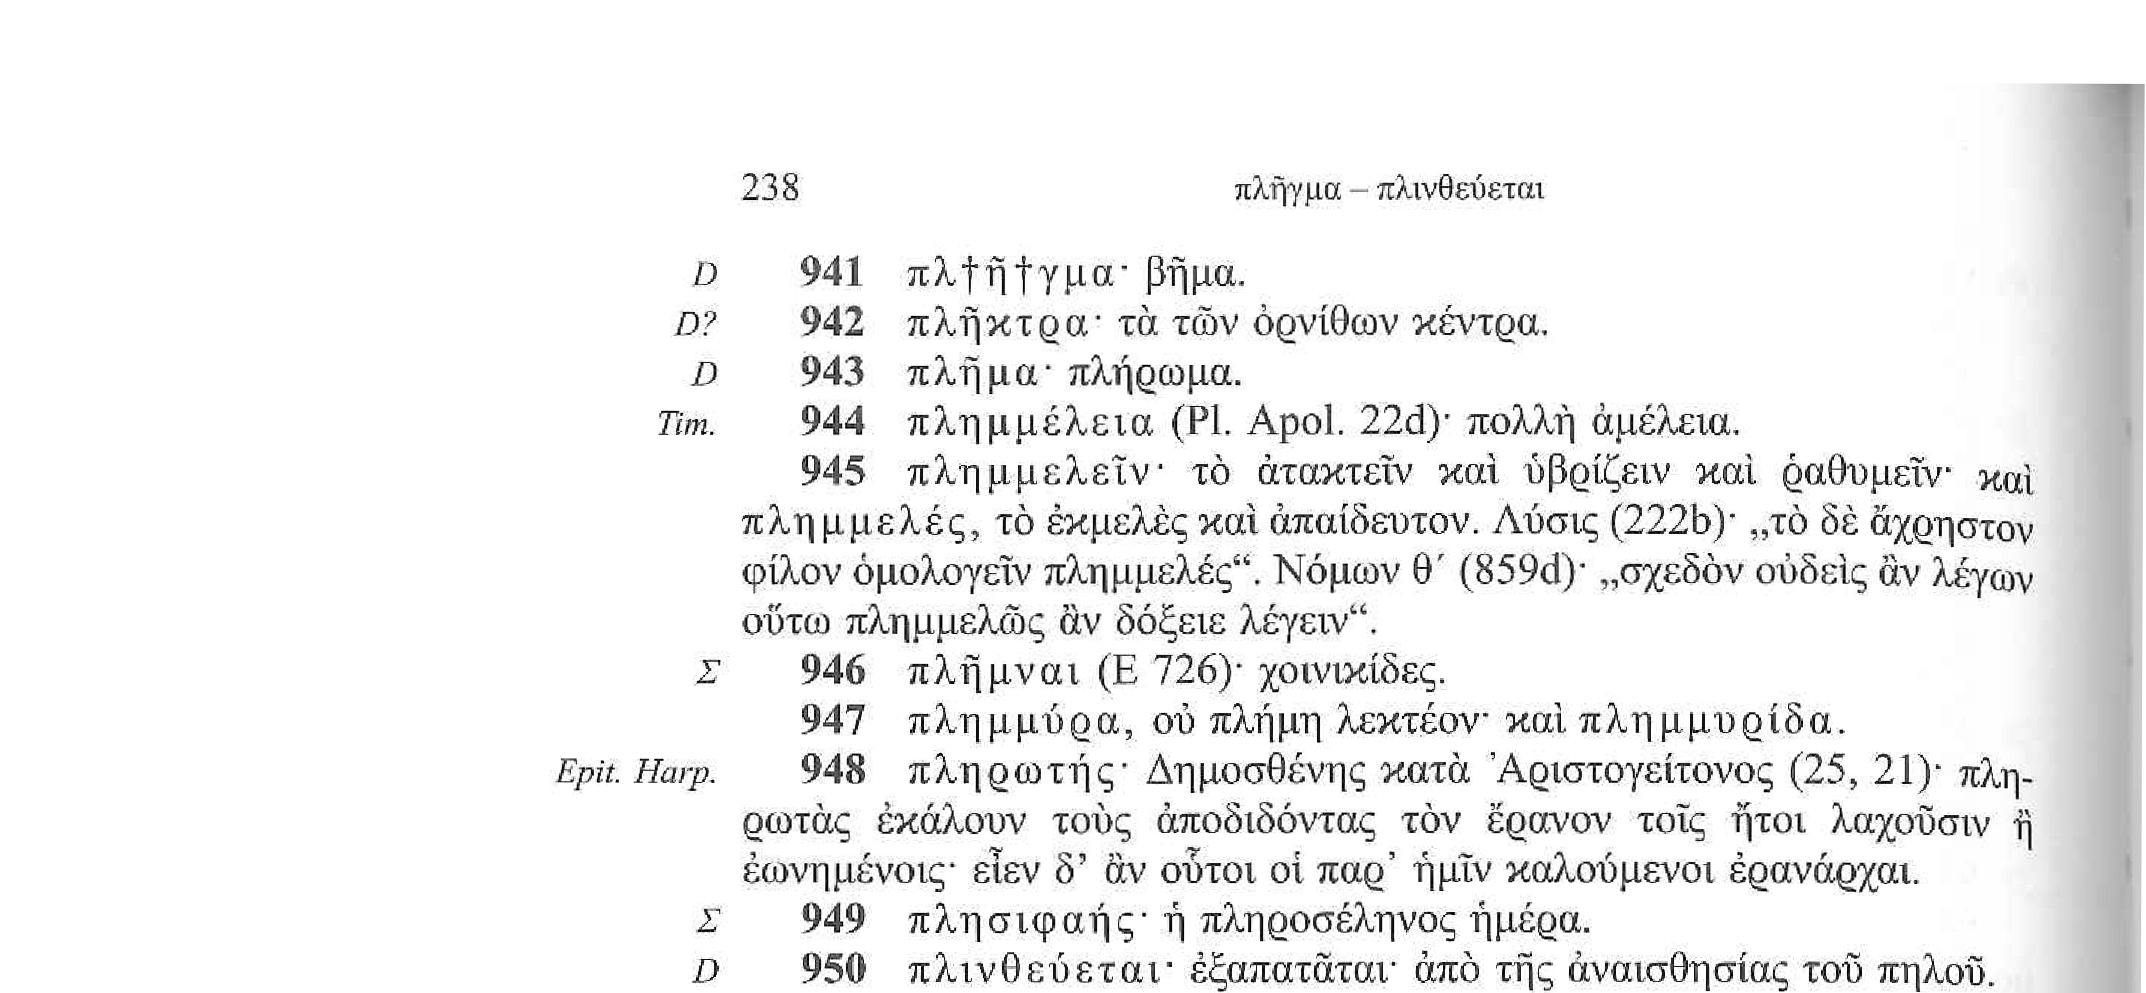 238 πλῆγμα – πλινθεύεται
D 941 πλ†ῆ†γμα· βῆμα.
D? 942 πλῆκτρα· τὰ τῶν ὀρνίθων κέντρα.
D 943 πλῆμα· πλήρωμα.
Tim. 944 πλημμέλεια (Pl. Apol. 22d)· πολλὴ ἀμέλεια.
945 πλημμελεῖν· τὸ ἀτακτεῖν καὶ ὑβρίζειν καὶ ῥαθυμεῖν· καὶ
πλημμελές, τὸ ἐκμελὲς καὶ ἀπαίδευτον. Λύσις (222b)· „τὸ δὲ ἄχρηστον
φίλον ὁμολογεῖν πλημμελές“. Νόμων θ΄ (859d)· „σχεδὸν οὐδεὶς ἂν λέγων
οὕτω πλημμελῶς ἂν δόξειε λέγειν“.
Σ 946 πλῆμναι (Ε 726)· χοινικίδες.
947 πλημμύρα, οὐ πλήμη λεκτέον· καὶ πλημμυρίδα.
Epit. Harp. 948 πληρωτής· Δημοσθένης κατὰ Ἀριστογείτονος (25, 21)· πλη-
ρωτὰς ἐκάλουν τοὺς ἀποδιδόντας τὸν ἔρανον τοῖς ἤτοι λαχοῦσιν ἢ
ἐωνημένοις· εἶεν δ’ ἂν οὗτοι οἱ παρ’ ἡμῖν καλούμενοι ἐρανάρχαι.
Σ 949 πλησιφαής· ἡ πληροσέληνος ἡμέρα.
D 950 πλινθεύεται· ἐξαπατᾶται· ἀπὸ τῆς ἀναισθησίας τοῦ πηλοῦ.